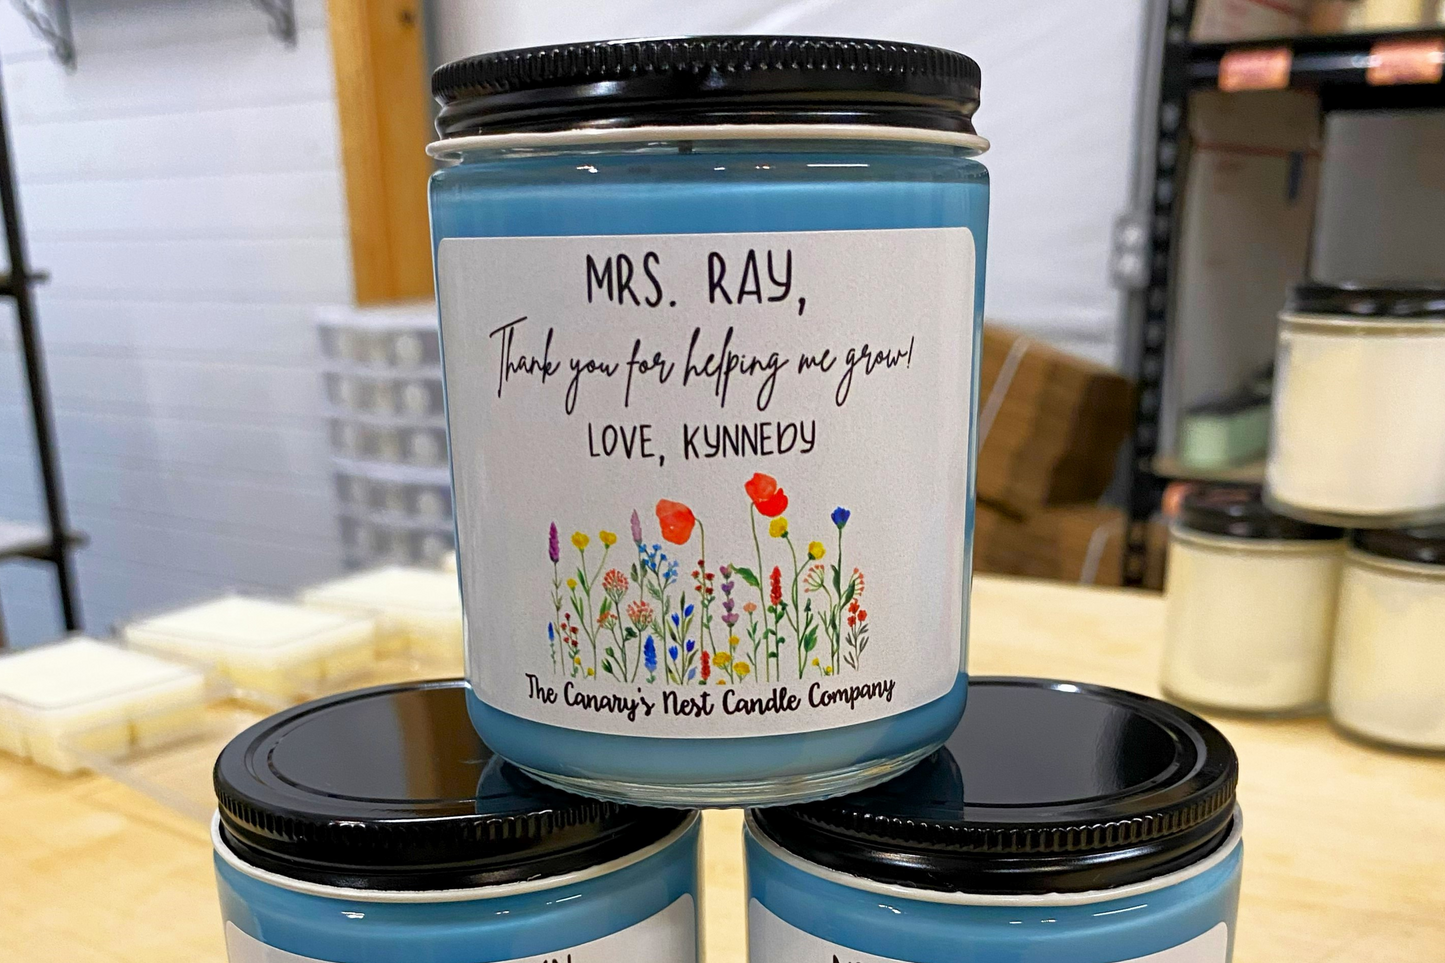 MRS. RAY,
Thank you for helping me grow!
LOVE, KYNNEDY
The Canary's Nest Candle Company